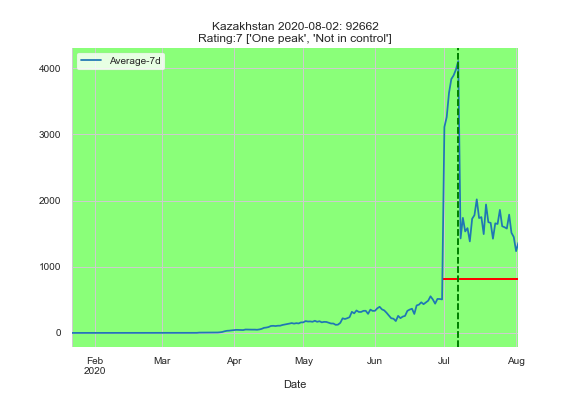 Kazakhstan 2020-08-02: 92662
Rating:7 ['One peak', 'Not in control']
Average-7d
4000
3000
2000
1000
0
Feb Mar Apr May Jun Jul Aug
2020
Date